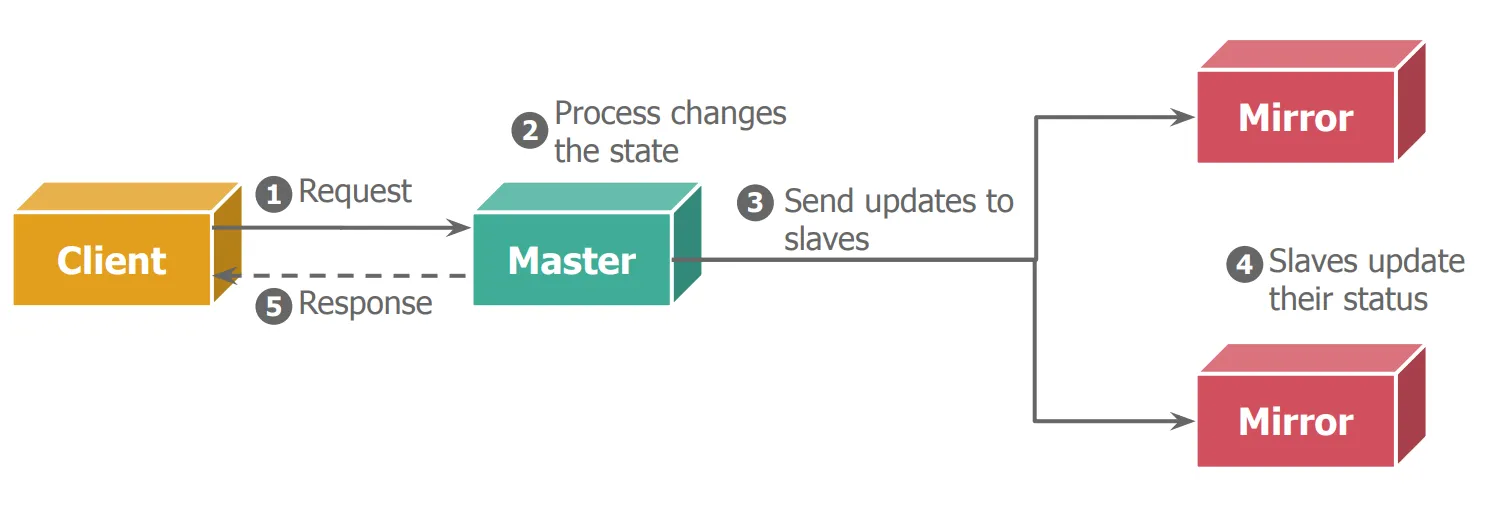 Client
1 Request
5 Response
2 Process changes
the state
Master
3 Send updates to
slaves
Mirror
4 Slaves update
their status
Mirror